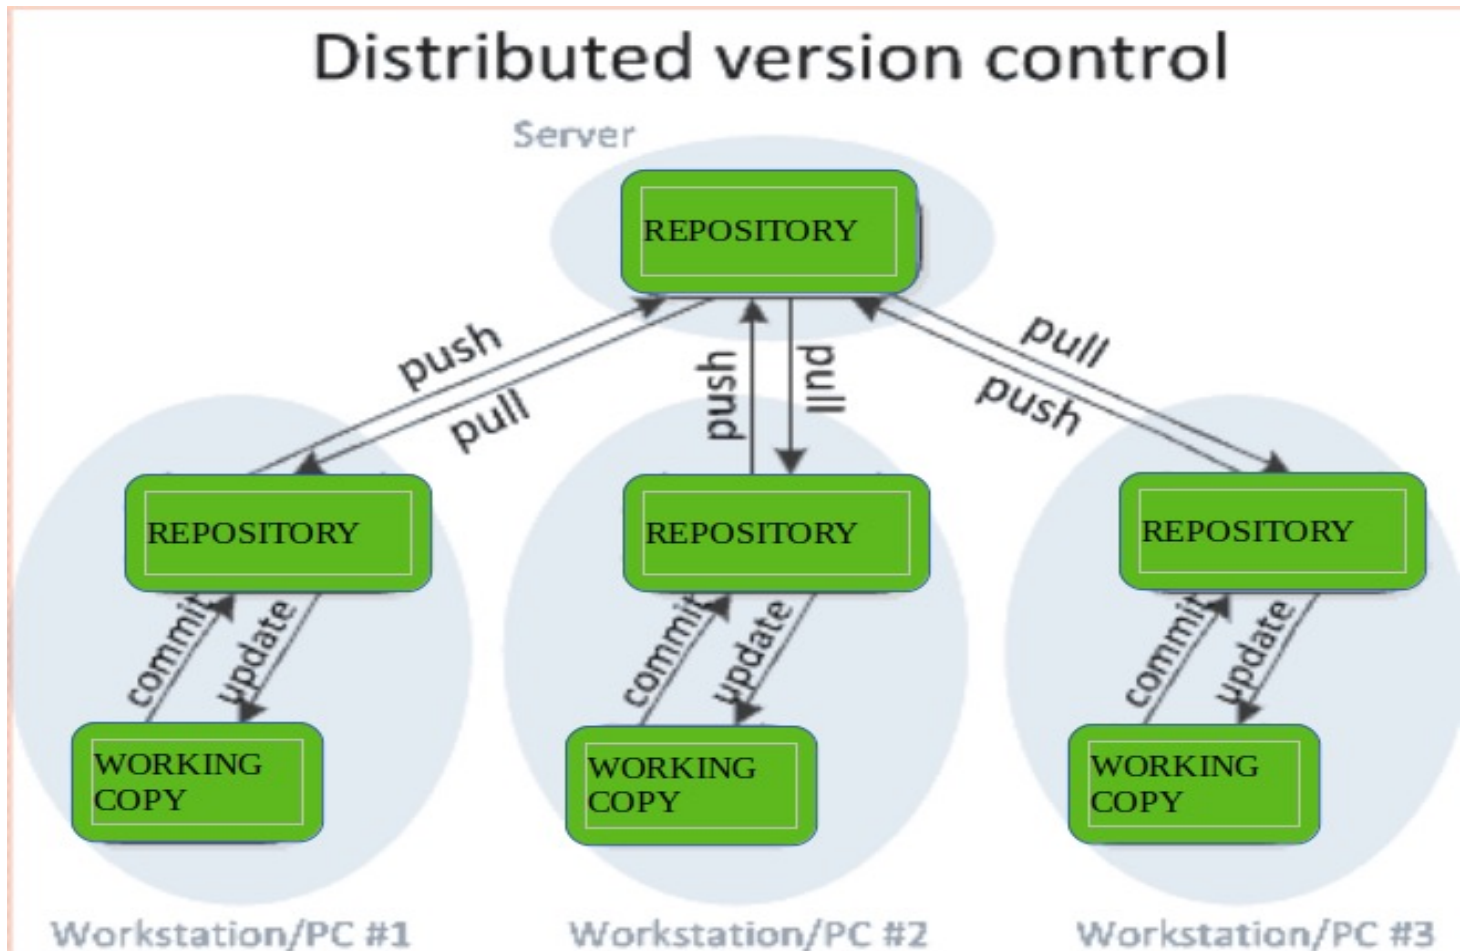 Distributed version control
Server
REPOSITORY
push
pull
push
pull
pull
push
REPOSITORY
REPOSITORY
REPOSITORY
commit
update
commit
update
commit
update
WORKING
COPY
WORKING
COPY
WORKING
COPY
Workstation/PC #1
Workstation/PC #2
Workstation/PC #3